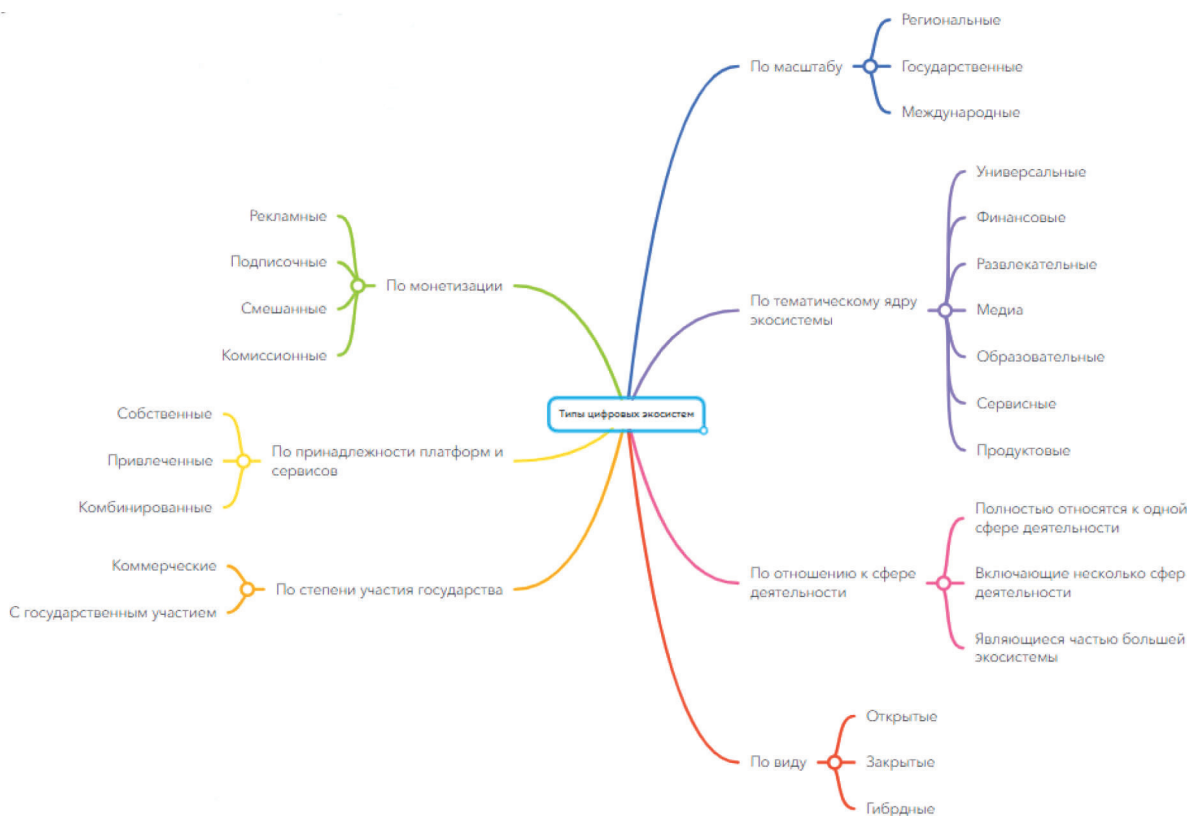 Типы цифровых экосистем
По масштабу
Региональные
Государственные
Международные
По тематическому ядру
экосистемы
Универсальные
Финансовые
Развлекательные
Медиа
Образовательные
Сервисные
Продуктовые
По отношению к сфере
деятельности
Полностью относятся к одной
сфере деятельности
Включающие несколько сфер
деятельности
Являющиеся частью большей
экосистемы
По виду
Открытые
Закрытые
Гибрдные
По монетизации
Рекламные
Подписочные
Смешанные
Комиссионные
По принадлежности платформ и
сервисов
Собственные
Привлеченные
Комбинированные
По степени участия государства
Коммерческие
С государственным участием